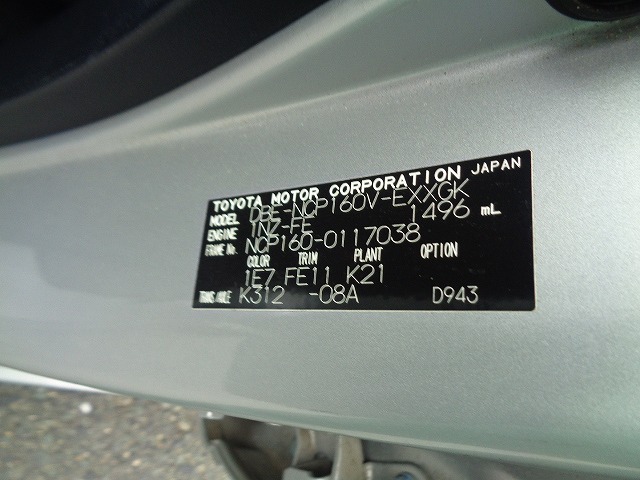 TOYOTA MOTOR CORPORATION JAPAN
MODEL DBE-NCP160V-EXXGK
ENGINE 1NZ-FE 1496 mL
FRAME No. NCP160-0117038
COLOR TRIM PLANT OPTION
1E7 FE11 K21
TRANS AXLE K312 -08A D943